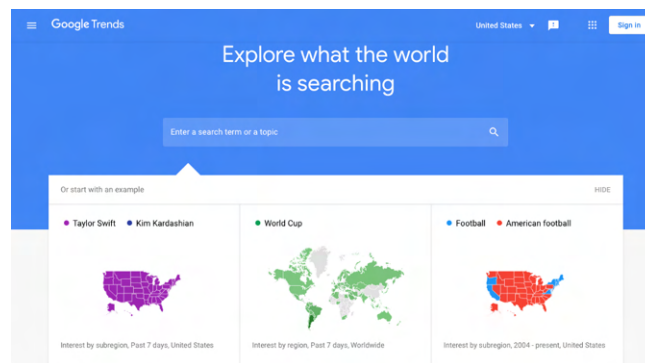 Google Trends
United States
Sign in
Explore what the world
is searching
Enter a search term or a topic
Or start with an example
HIDE
Taylor Swift Kim Kardashian
World Cup
Football American football
Interest by subregion, Past 7 days, United States
Interest by region, Past 7 days, Worldwide
Interest by subregion, 2004 - present, United States